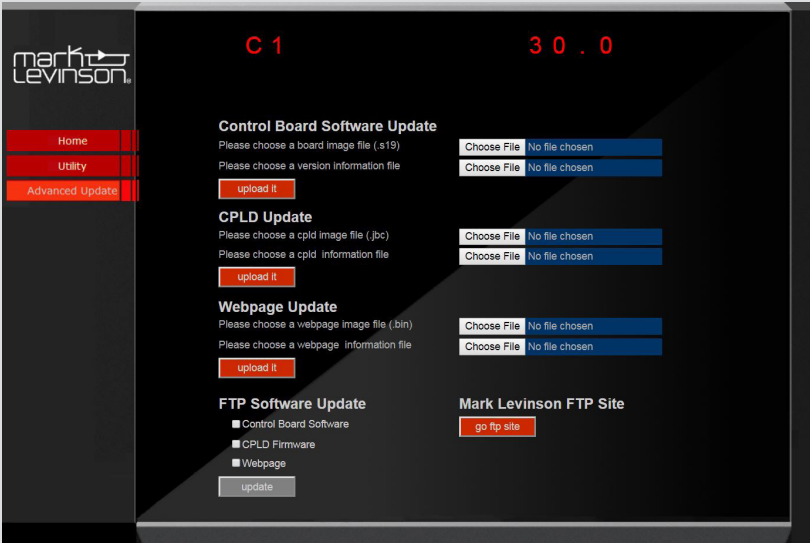 mark
Levinson®
C1 30.0
Home
Utility
Advanced Update
Control Board Software Update
Please choose a board image file (.s19) Choose File No file chosen
Please choose a version information file Choose File No file chosen
upload it
CPLD Update
Please choose a cpld image file (.jbc) Choose File No file chosen
Please choose a cpld information file Choose File No file chosen
upload it
Webpage Update
Please choose a webpage image file (.bin) Choose File No file chosen
Please choose a webpage information file Choose File No file chosen
upload it
FTP Software Update Mark Levinson FTP Site
Control Board Software go ftp site
CPLD Firmware
Webpage
update